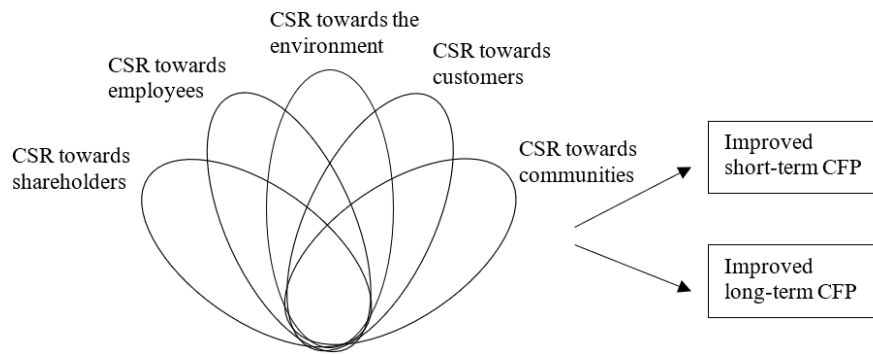 CSR towards the
environment
CSR towards
employees
CSR towards
customers
CSR towards
shareholders
CSR towards
communities
Improved
short-term CFP
Improved
long-term CFP